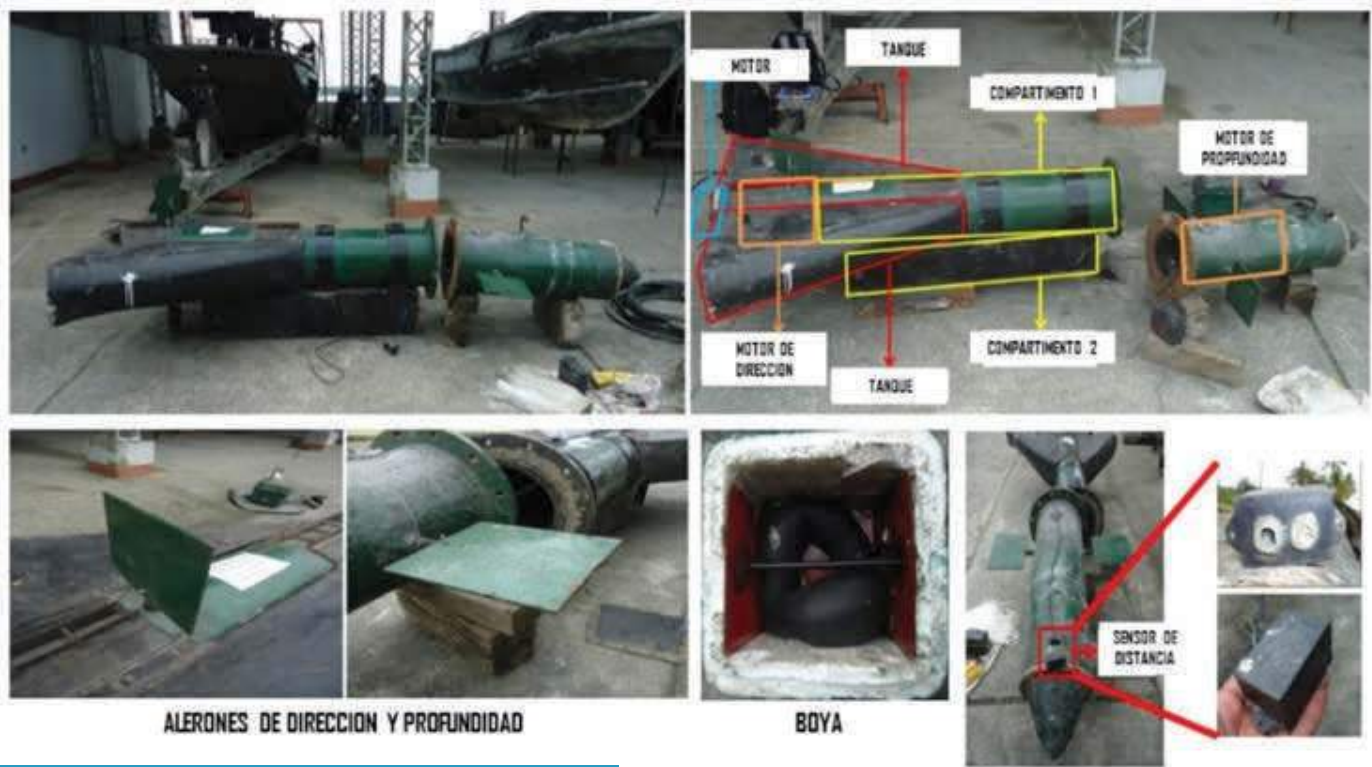 MOTOR
TANQUE
COMPARTIMENTO 1
MOTOR DE
PROPFUNDIDAD
MOTOR DE
DIRECCION
TANQUE
COMPARTIMENTO 2
ALERONES DE DIRECCION Y PROFUNDIDAD
BOYA
SENSOR DE
DISTANCIA